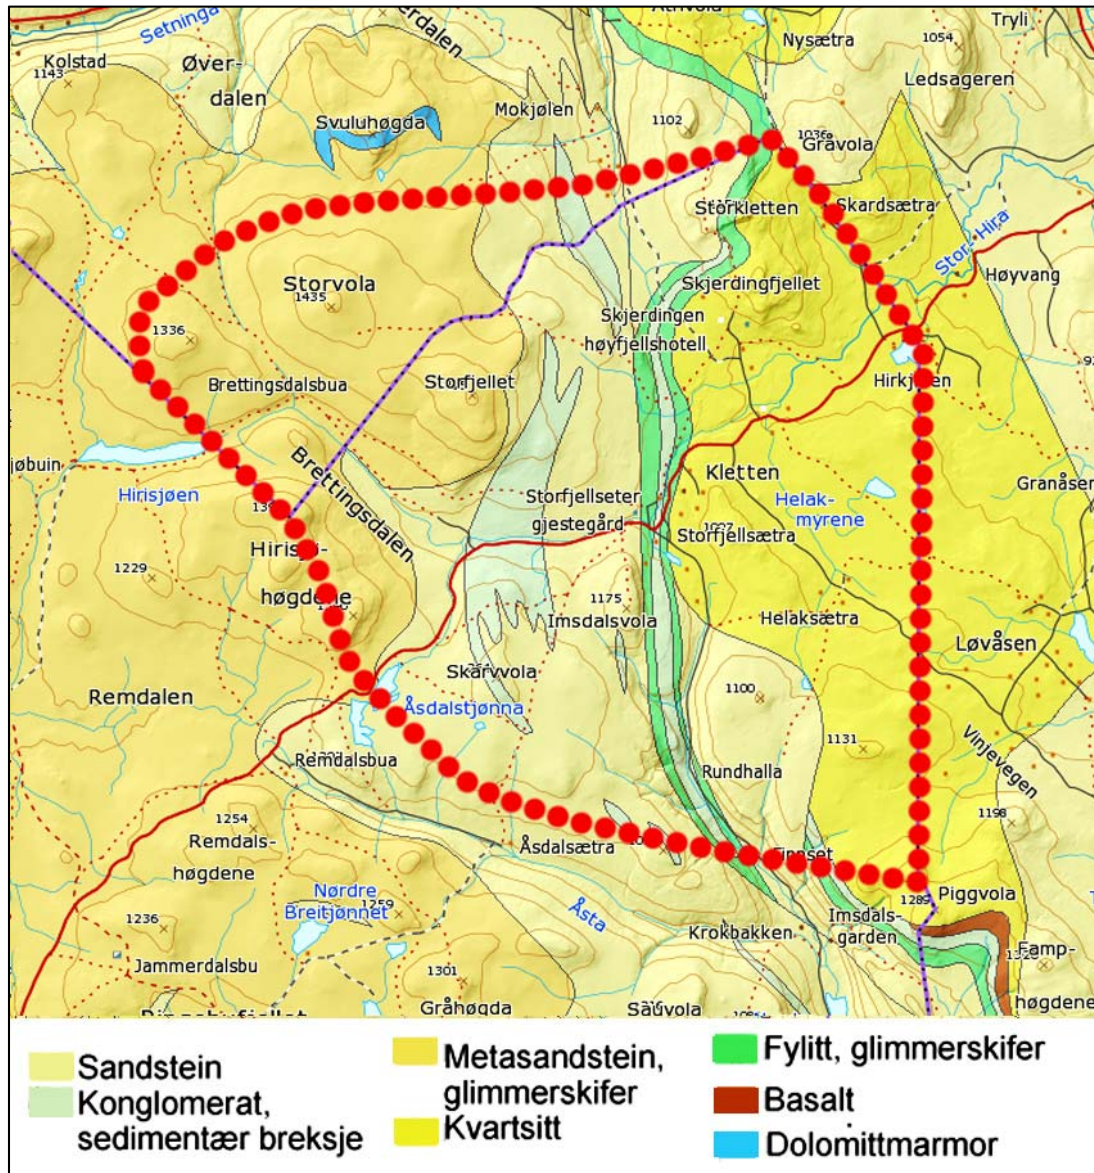 Setninga
Kolstad
1143
Øver-
dalen
Svuluhøgda
Mokjølen
1102
Nysætra
1054
Tryli
Ledsageren
1036
Gråvola
Storkletten
Skardsætra
Stor-Hira
Høyvang
Storvola
1435
Skjerdingfjellet
Skjerdingen
høyfjellshotell
1336
Brettingsdalsbua
Storfjellet
Hirkjølen
Hirisjøen
Brettingsdalen
Kletten
Helak-
myrene
Granåsen
Storfjellseter
gjestegård
Storfjellsætra
Hirisjø-
høgdene
1229
1175
Imsdalsvola
Helaksætra
Løvåsen
Remdalen
Skarvvola
Åsdalstjønna
1100
1131
Vinjevegen
Remdalsbua
Rundhalla
1254
Remdals-
høgdene
Åsdalsætra
Finnset
1198
Nørdre
Breitjønnet
1259
Åsta
1289
Piggvola
1236
Krokbakken
Imsdals-
garden
Famp-
høgdene
Jammerdalsbu
1301
Gråhøgda
Sauvola
Sandstein
Konglomerat,
sedimentær breksje
Metasandstein,
glimmerskifer
Kvartsitt
Fylitt, glimmerskifer
Basalt
Dolomittmarmor